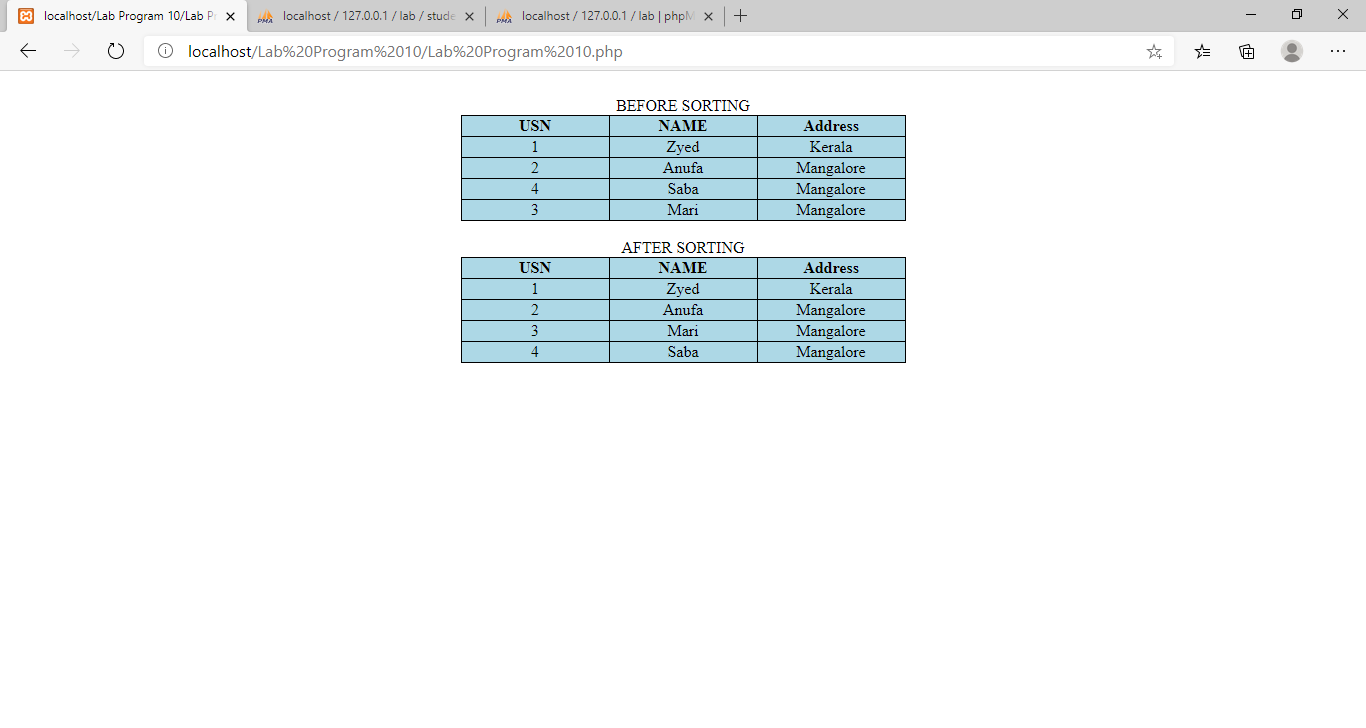 localhost/Lab Program 10/Lab P
localhost / 127.0.0.1 / lab / stude
localhost / 127.0.0.1 / lab | phpM
localhost/Lab%20Program%2010/Lab%20Program%2010.php
BEFORE SORTING
USN NAME Address
1 Zyed Kerala
2 Anufa Mangalore
4 Saba Mangalore
3 Mari Mangalore
AFTER SORTING
USN NAME Address
1 Zyed Kerala
2 Anufa Mangalore
3 Mari Mangalore
4 Saba Mangalore